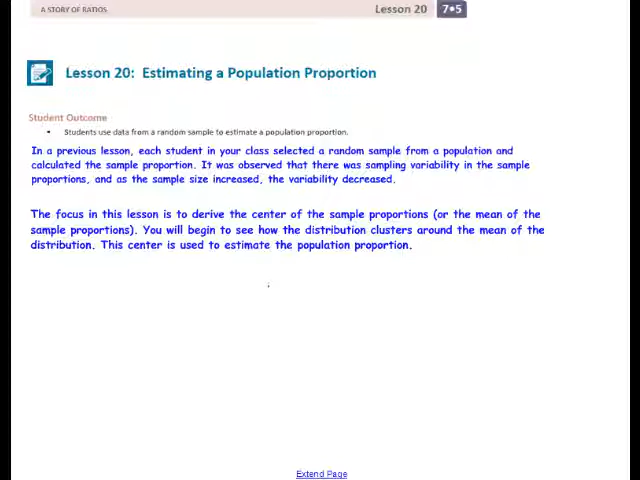 A STORY OF RATIOS
Lesson 20
7•5
Lesson 20: Estimating a Population Proportion
Student Outcome
• Students use data from a random sample to estimate a population proportion.
In a previous lesson, each student in your class selected a random sample from a population and
calculated the sample proportion. It was observed that there was sampling variability in the sample
proportions, and as the sample size increased, the variability decreased.
The focus in this lesson is to derive the center of the sample proportions (or the mean of the
sample proportions). You will begin to see how the distribution clusters around the mean of the
distribution. This center is used to estimate the population proportion.
Extend Page